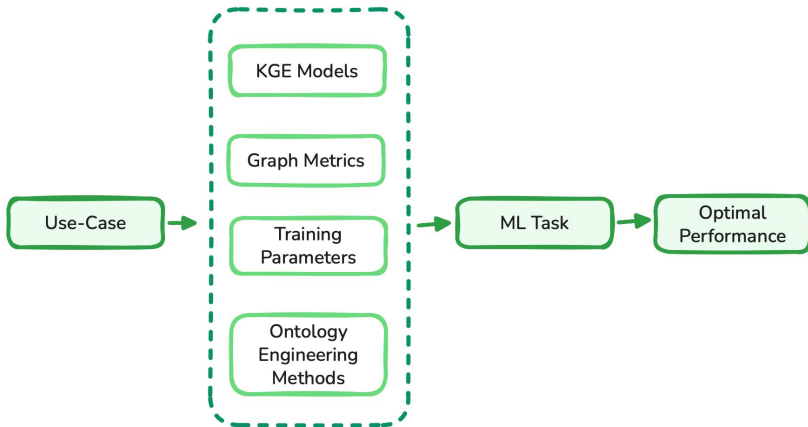 KGE Models
Graph Metrics
Use-Case
Training
Parameters
ML Task
Optimal
Performance
Ontology
Engineering
Methods